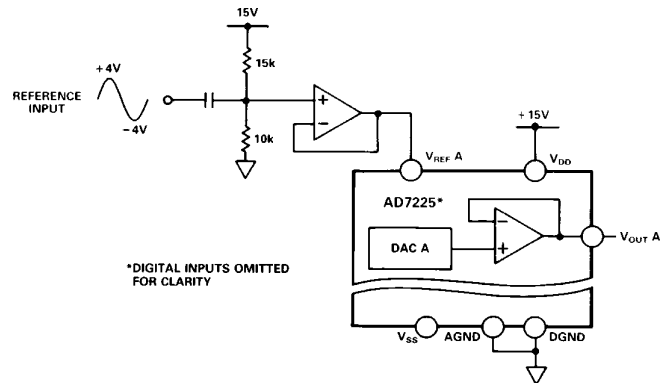 15V
15k
+4V
REFERENCE
INPUT
−4V
+
−
10k
+ 15V
V_REF A
V_DD
AD7225*
−
DAC A
+
V_OUT A
*DIGITAL INPUTS OMITTED
FOR CLARITY
V_SS
AGND
DGND